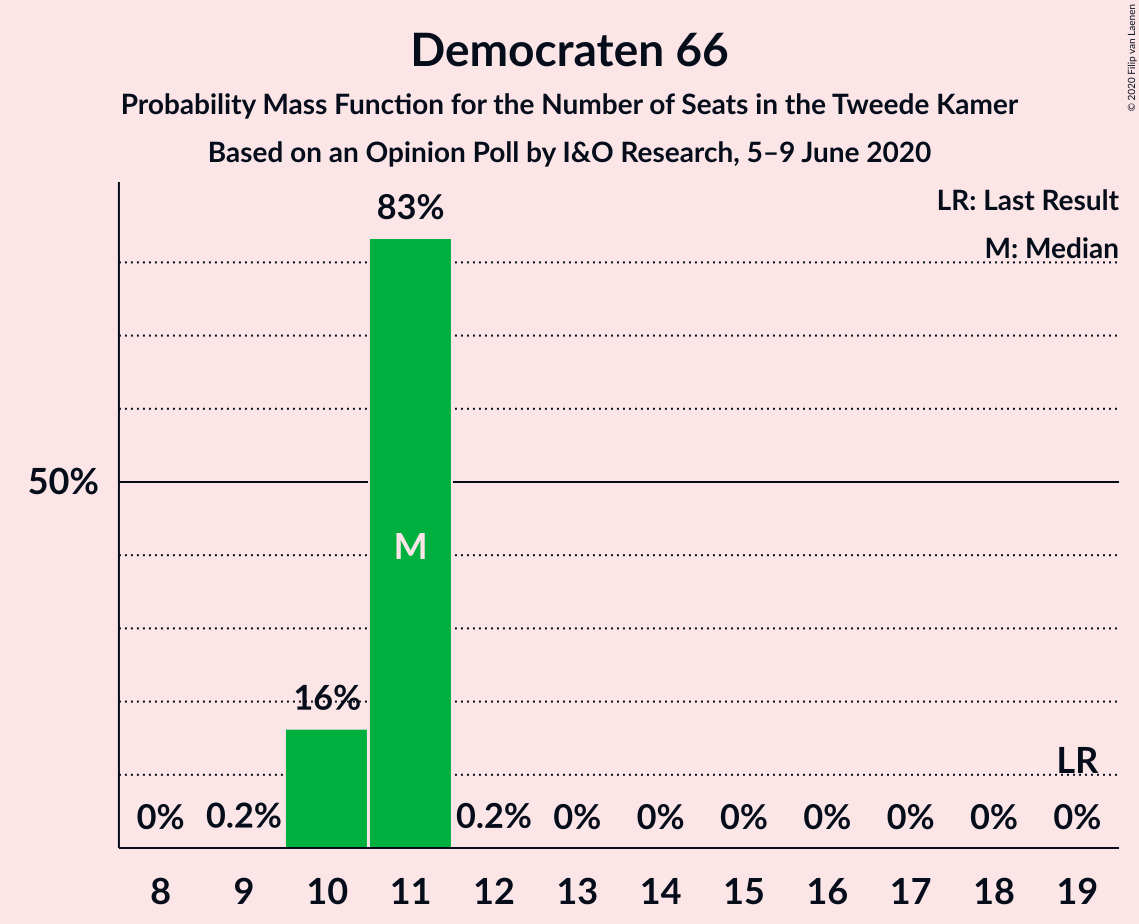 Democraten 66
Probability Mass Function for the Number of Seats in the Tweede Kamer
Based on an Opinion Poll by I&O Research, 5–9 June 2020
© 2020 Filip van Laenen
LR: Last Result
M: Median
83%
50%
M
16%
LR
0% 0.2% 0.2% 0% 0% 0% 0% 0% 0% 0%
8 9 10 11 12 13 14 15 16 17 18 19